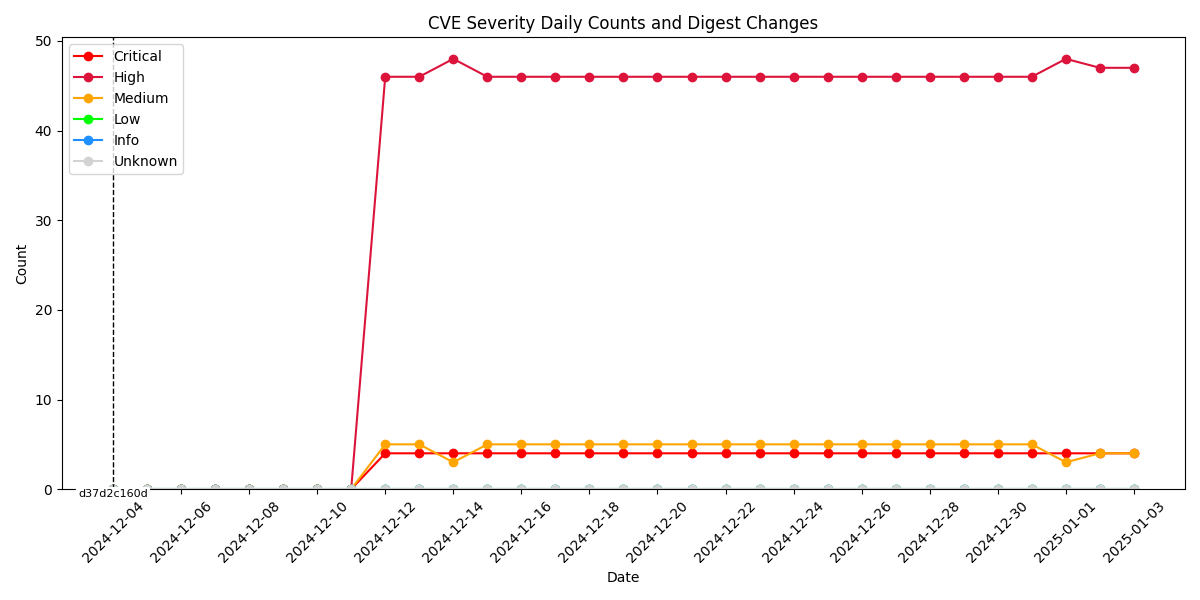 CVE Severity Daily Counts and Digest Changes
50
40
30
20
10
0
Count
Critical
High
Medium
Low
Info
Unknown
d37d2c160d
2024-12-04
2024-12-06
2024-12-08
2024-12-10
2024-12-12
2024-12-14
2024-12-16
2024-12-18
2024-12-20
2024-12-22
2024-12-24
2024-12-26
2024-12-28
2024-12-30
2025-01-01
2025-01-03
Date